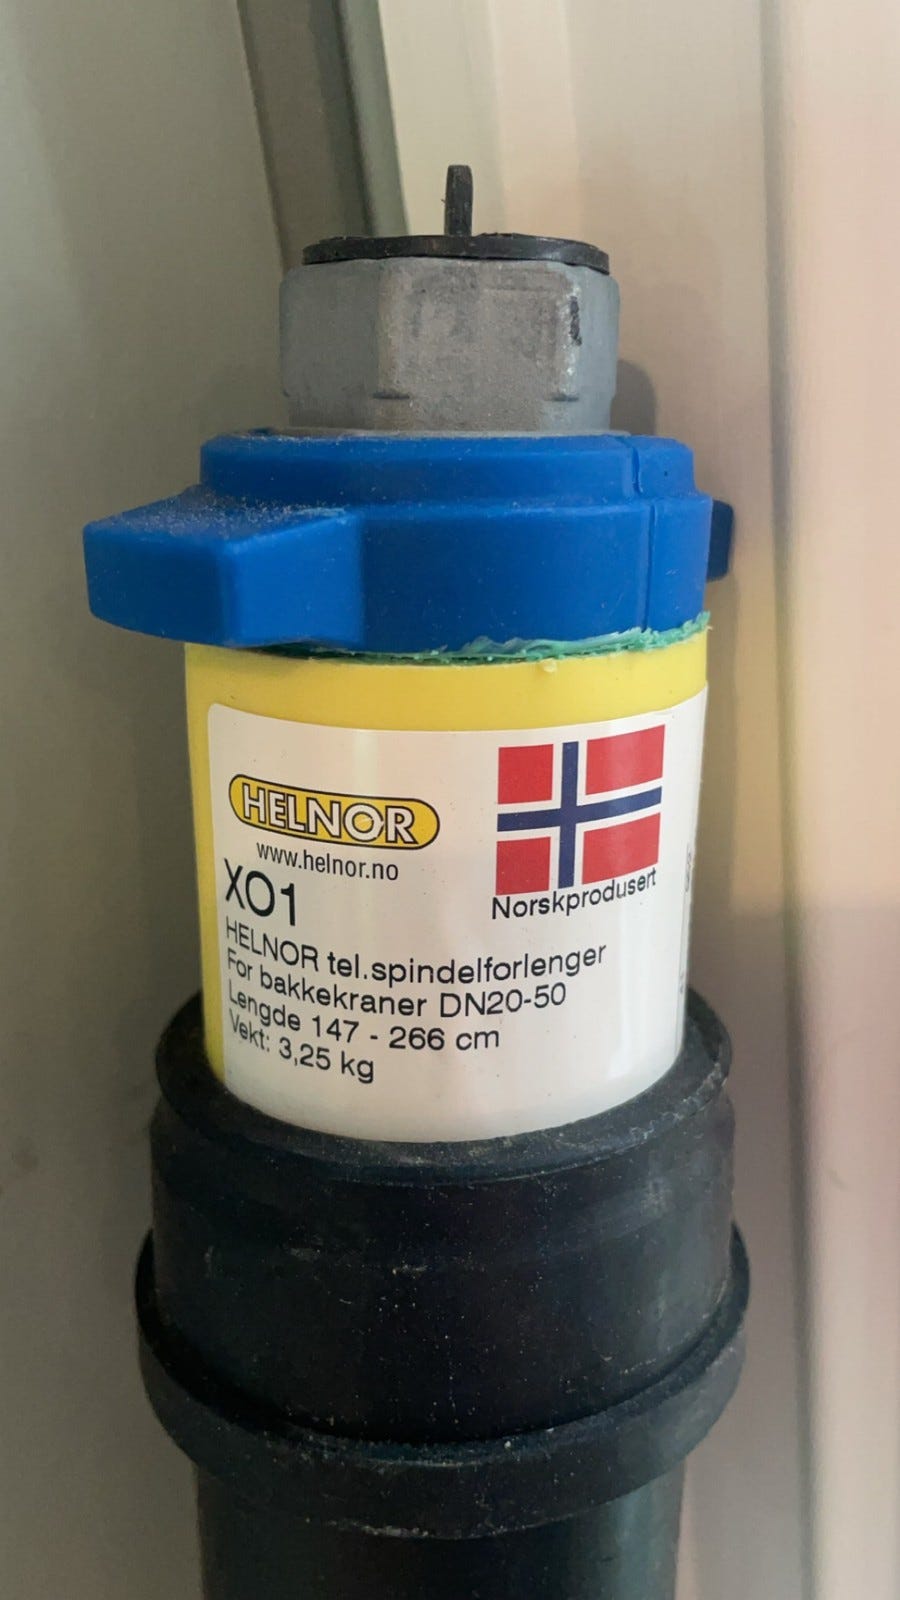 HELNOR
www.helnor.no
Norskprodusert
XO1
HELNOR tel.spindelforlenger
For bakkekraner DN20-50
Lengde 147 - 266 cm
Vekt: 3,25 kg